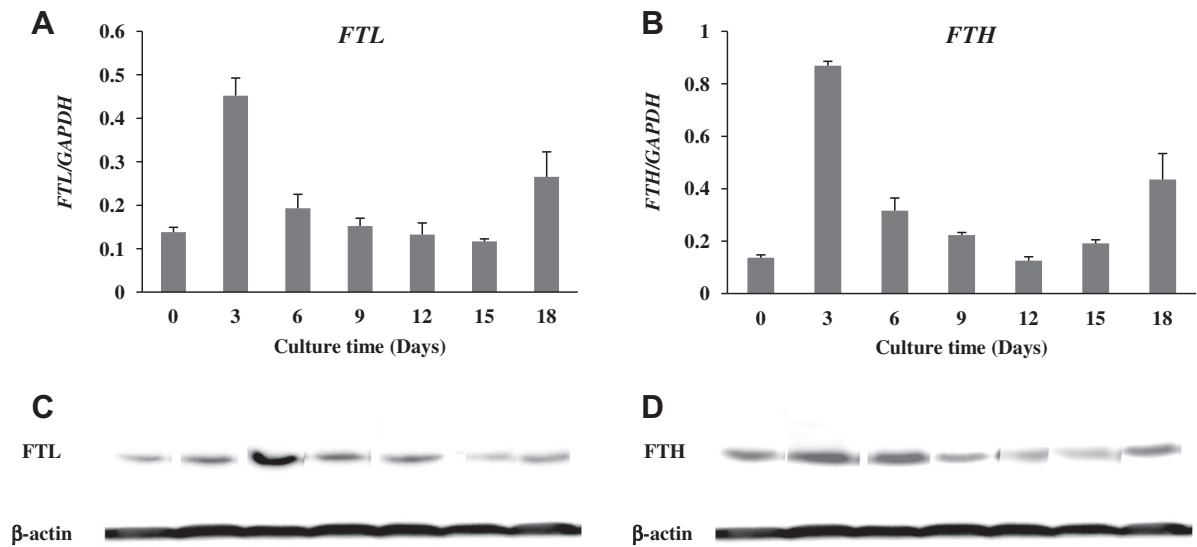 A
FTL
0.6
0.5
0.4
0.3
0.2
0.1
0
FTL/GAPDH
0 3 6 9 12 15 18
Culture time (Days)
B
FTH
1
0.8
0.6
0.4
0.2
0
FTH/GAPDH
0 3 6 9 12 15 18
Culture time (Days)
C
FTL
β-actin
D
FTH
β-actin